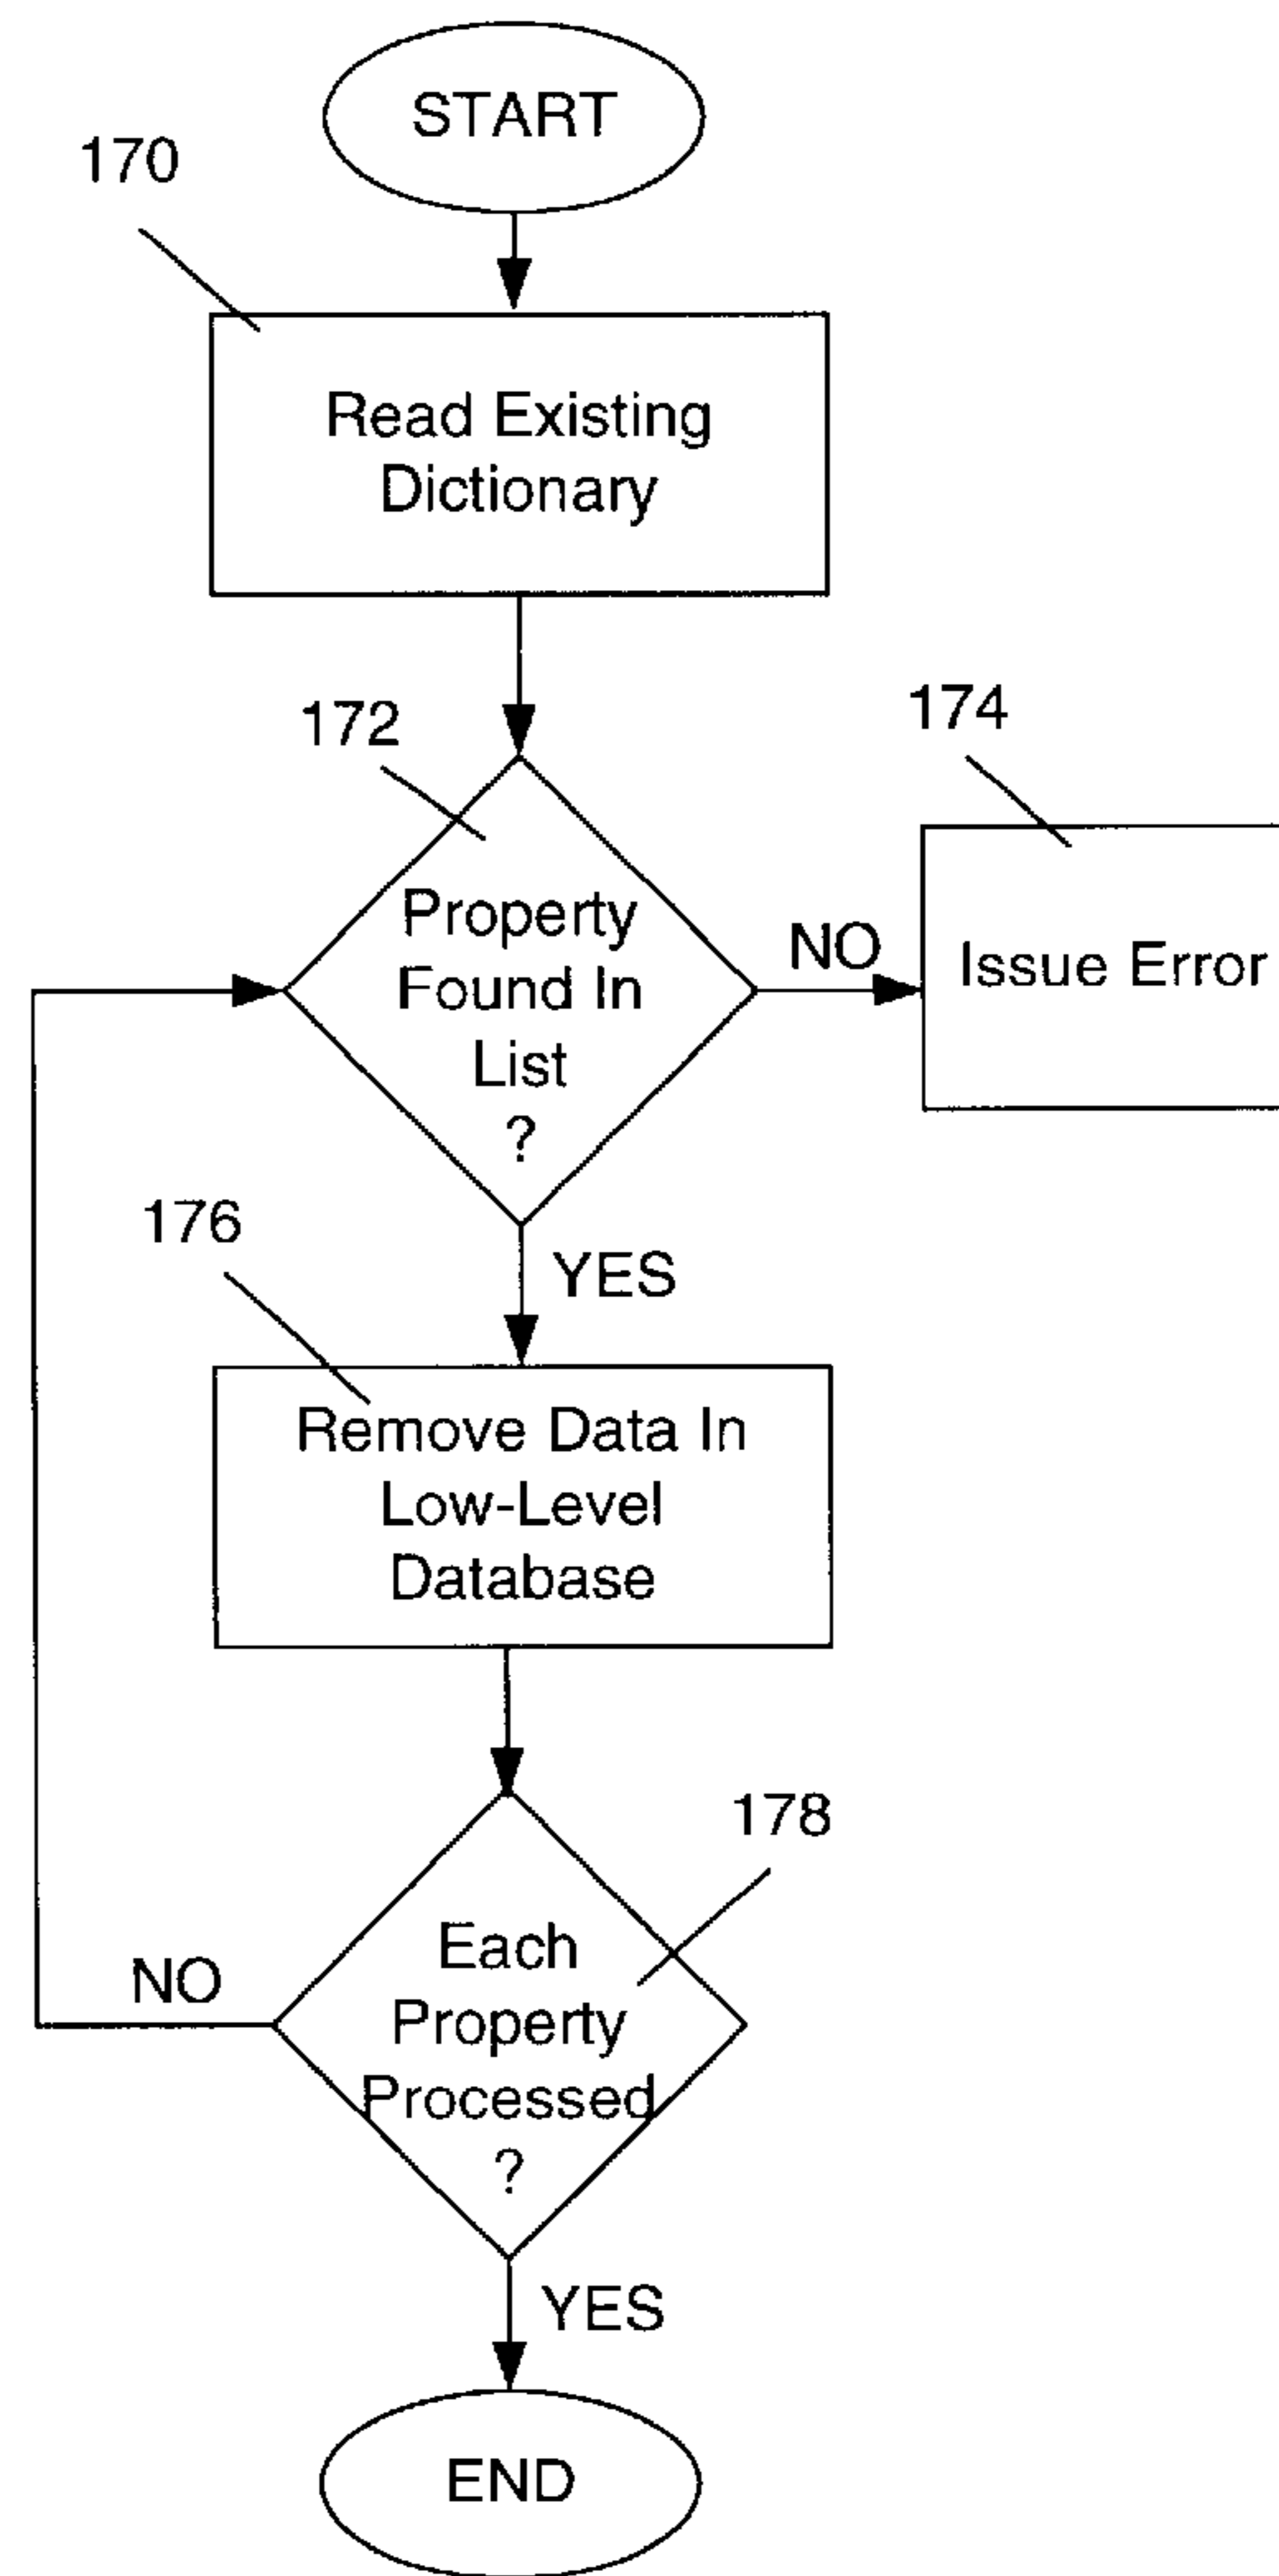 START
170
Read Existing
Dictionary
172
174
Property
Found In
List
?
NO
Issue Error
176
YES
Remove Data In
Low-Level
Database
178
Each
Property
Processed
?
NO
YES
END